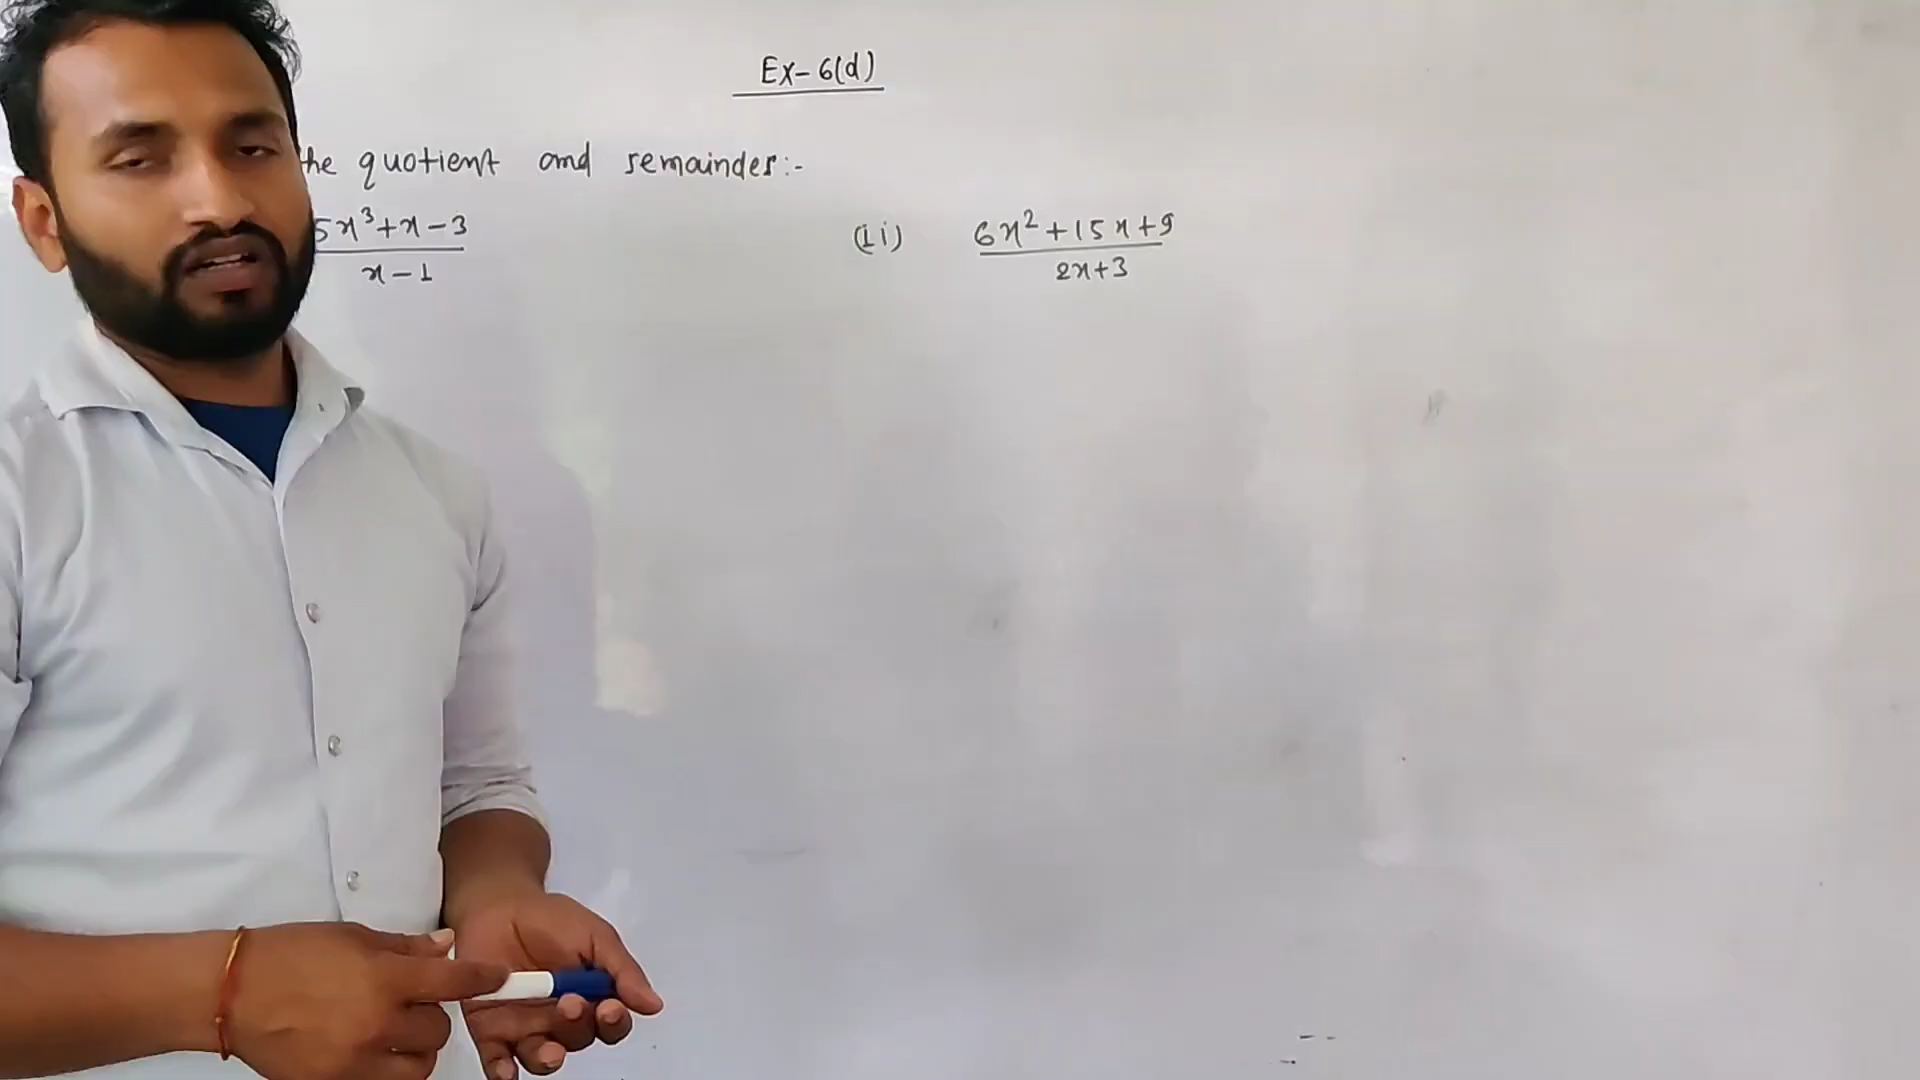 Ex-6(d)
the quotient and remainder:-
5x³+x-3
x-1
(ii) 6x²+15x+9
2x+3